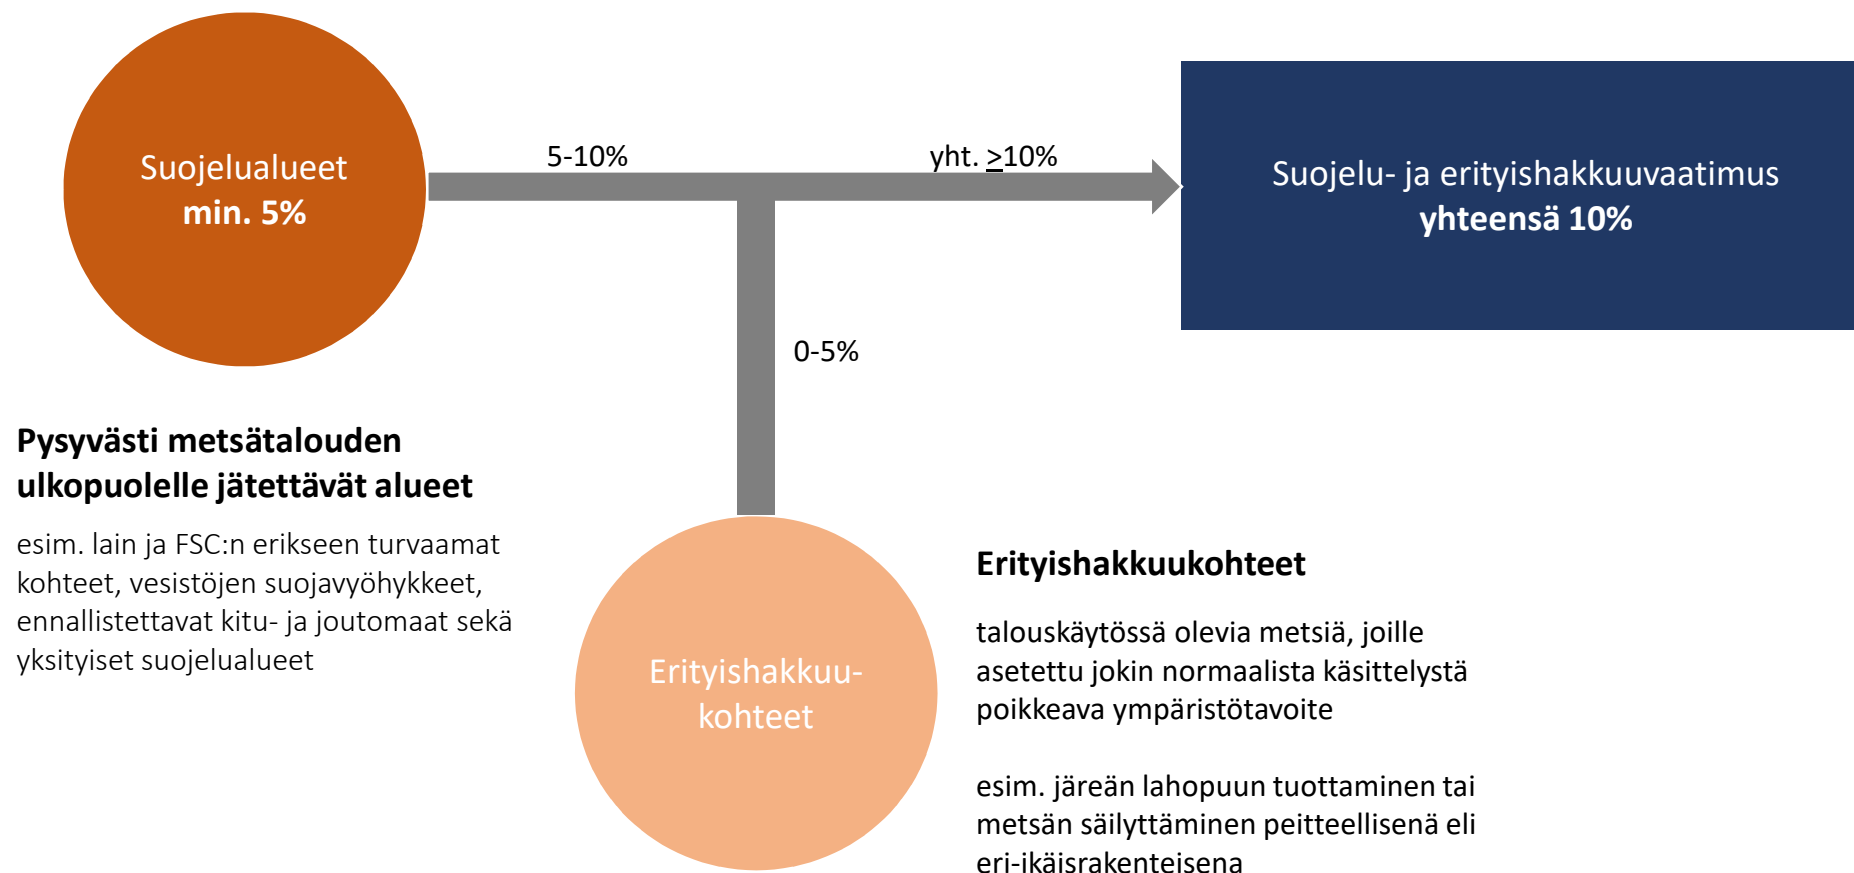 Suojelualueet
min. 5%
5-10%
yht. ≥10%
Suojelu- ja erityishakkuuvaatimus
yhteensä 10%
0-5%
Pysyvästi metsätalouden
ulkopuolelle jätettävät alueet
esim. lain ja FSC:n erikseen turvaamat
kohteet, vesistöjen suojavyöhykkeet,
ennallistettavat kitu- ja joutomaat sekä
yksityiset suojelualueet
Erityishakkuu-
kohteet
Erityishakkuukohteet
talouskäytössä olevia metsiä, joille
asetettu jokin normaalista käsittelystä
poikkeava ympäristötavoite
esim. järeän lahopuun tuottaminen tai
metsän säilyttäminen peitteellisenä eli
eri-ikäisrakenteisena